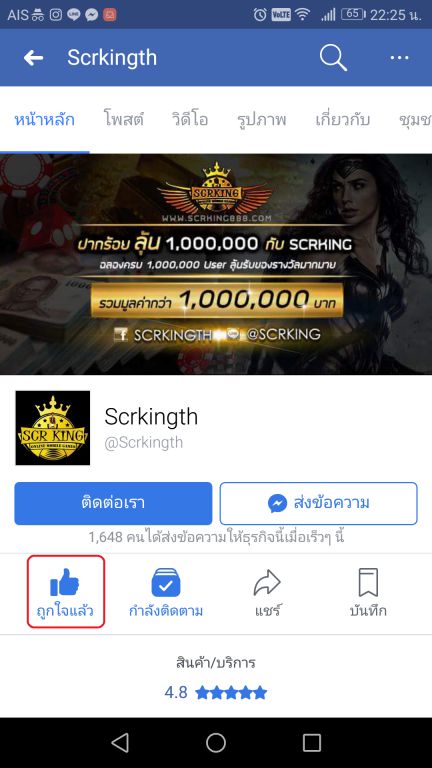 AIS 65 22:25 น.
Scrkingth
หน้าหลัก โพสต์ วิดีโอ รูปภาพ เกี่ยวกับ ชุมช
SCRKING
WWW.SCRKING888.COM
ปากร้อย ลุ้น 1,000,000 กับ SCRKING
ฉลองครบ 1,000,000 User ลุ้นรับของรางวัลมากมาย
รวมมูลค่ากว่า 1,000,000 บาท
SCRKINGTH @SCRKING
SCR KING
ONLINE MOBILE GAMES
Scrkingth
@Scrkingth
ติดต่อเรา ส่งข้อความ
1,648 คนได้ส่งข้อความให้ธุรกิจนี้เมื่อเร็วๆ นี้
ถูกใจแล้ว กำลังติดตาม แชร์ บันทึก
สินค้า/บริการ
4.8